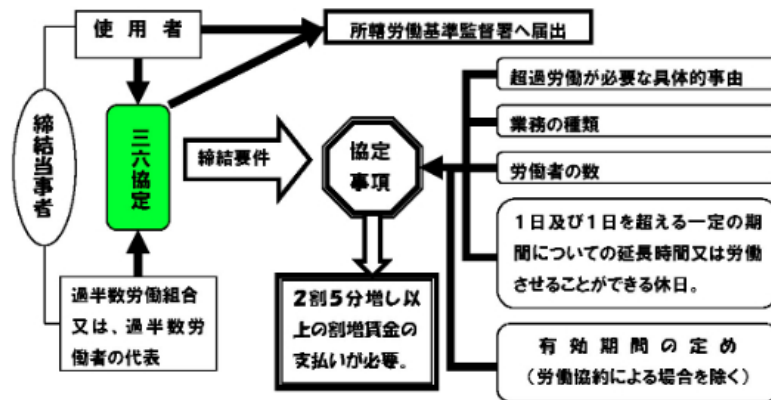 使用者
所轄労働基準監督署へ届出
締結当事者
三六協定
締結要件
協定
事項
超過労働が必要な具体的事由
業務の種類
労働者の数
1日及び1日を超える一定の期
間についての延長時間又は労働
させることができる休日。
過半数労働組合
又は、過半数労
働者の代表
2割5分増し以
上の割増賃金の
支払いが必要。
有効期間の定め
(労働協約による場合を除く)